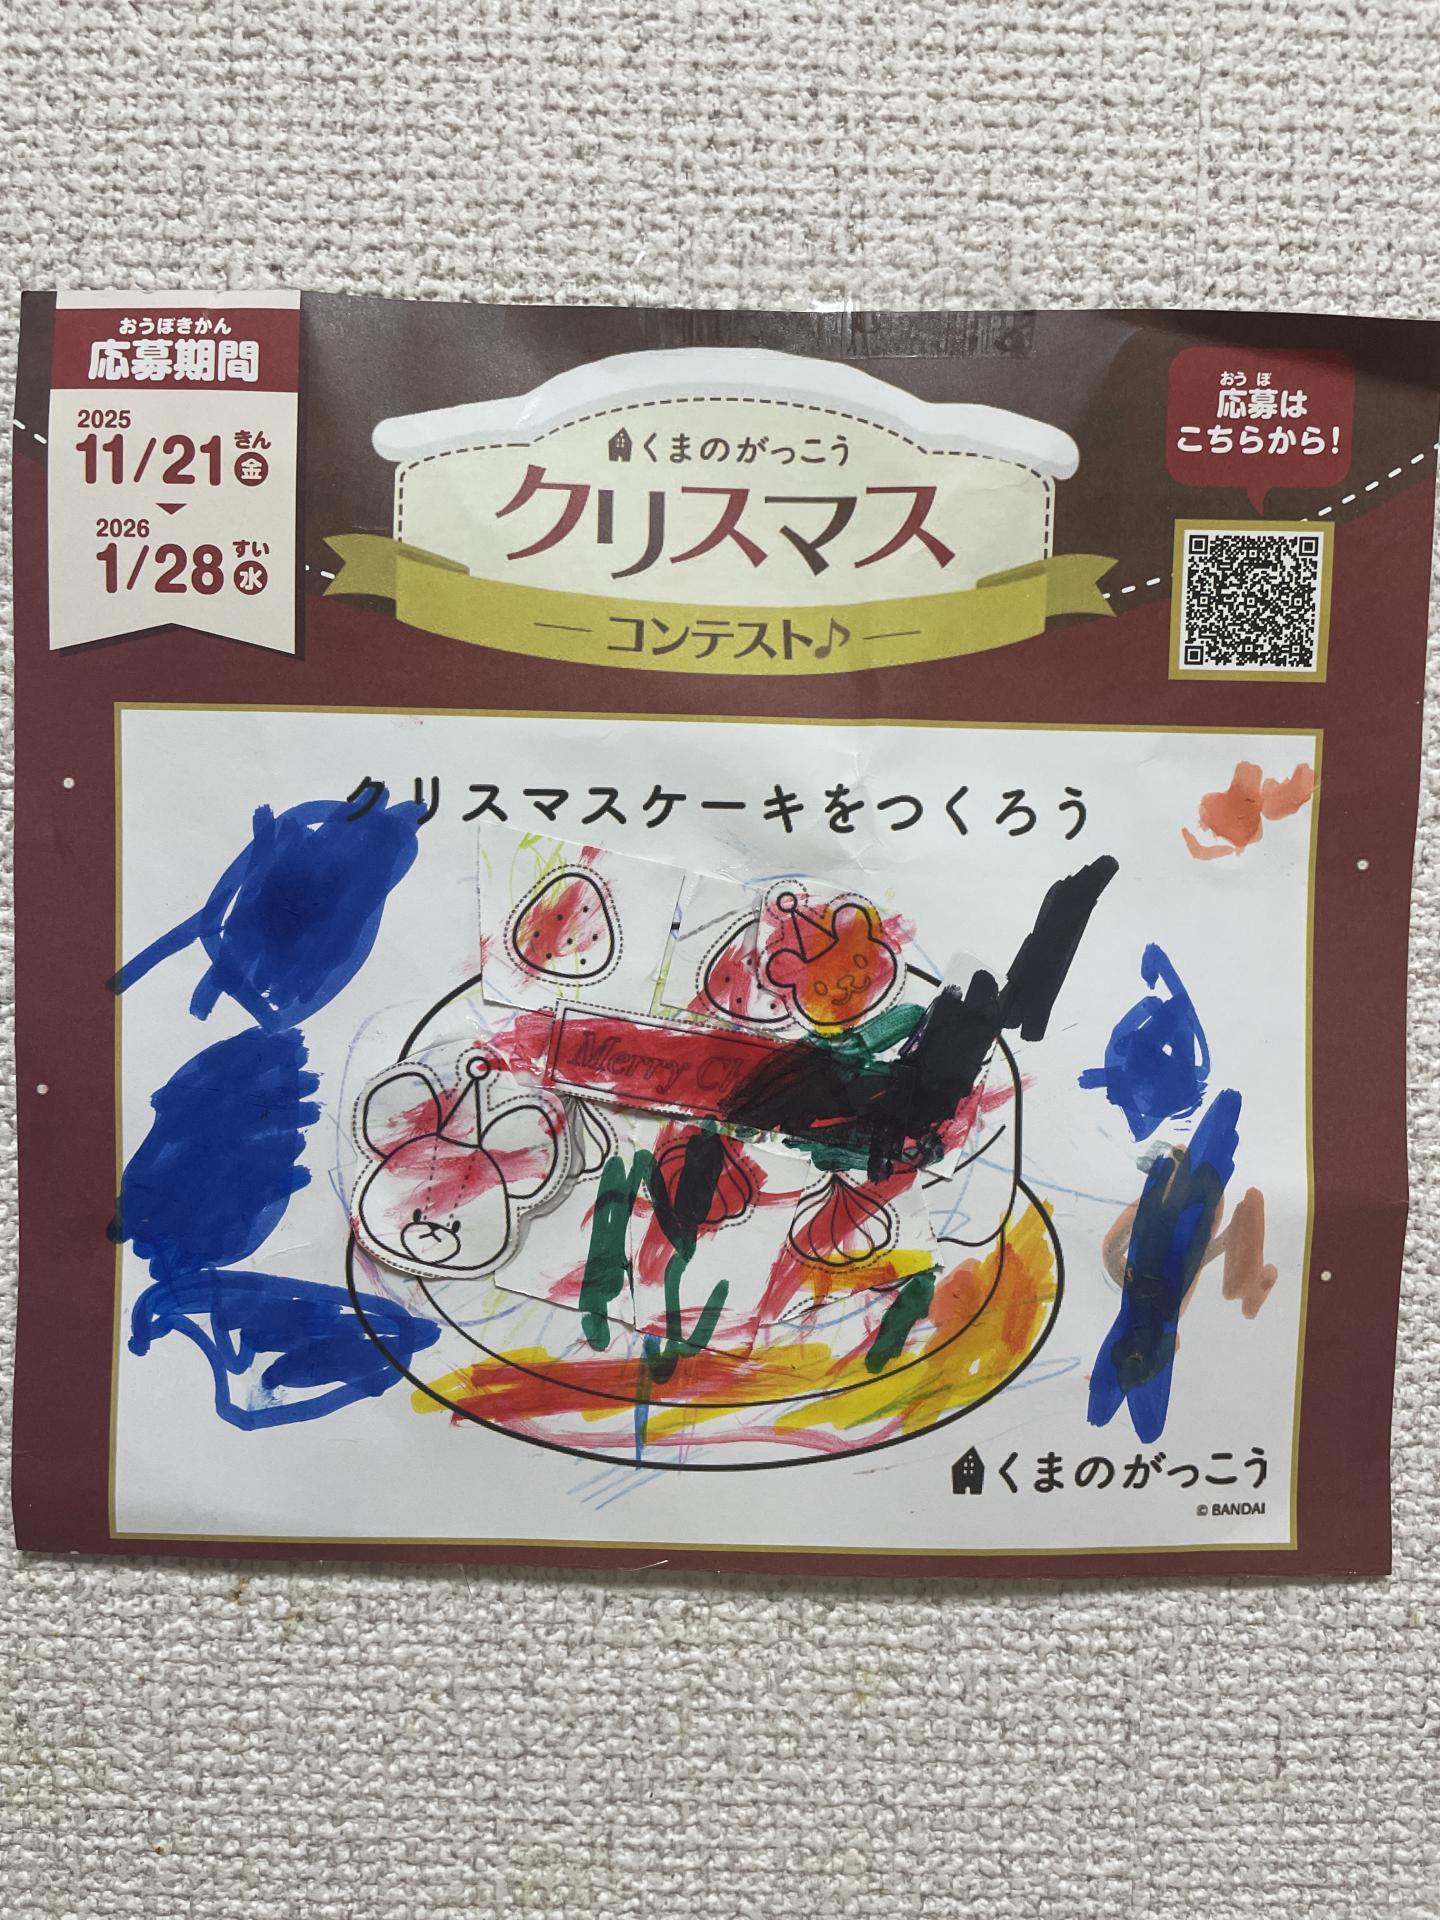 おうぼきかん
応募期間
2025
11/21 きん 金
2026
1/28 すい 水
くまのがっこう
クリスマス
コンテスト♪
おうぼ
応募は
こちらから!
クリスマスケーキをつくろう
Merry Ch
くまのがっこう
© BANDAI